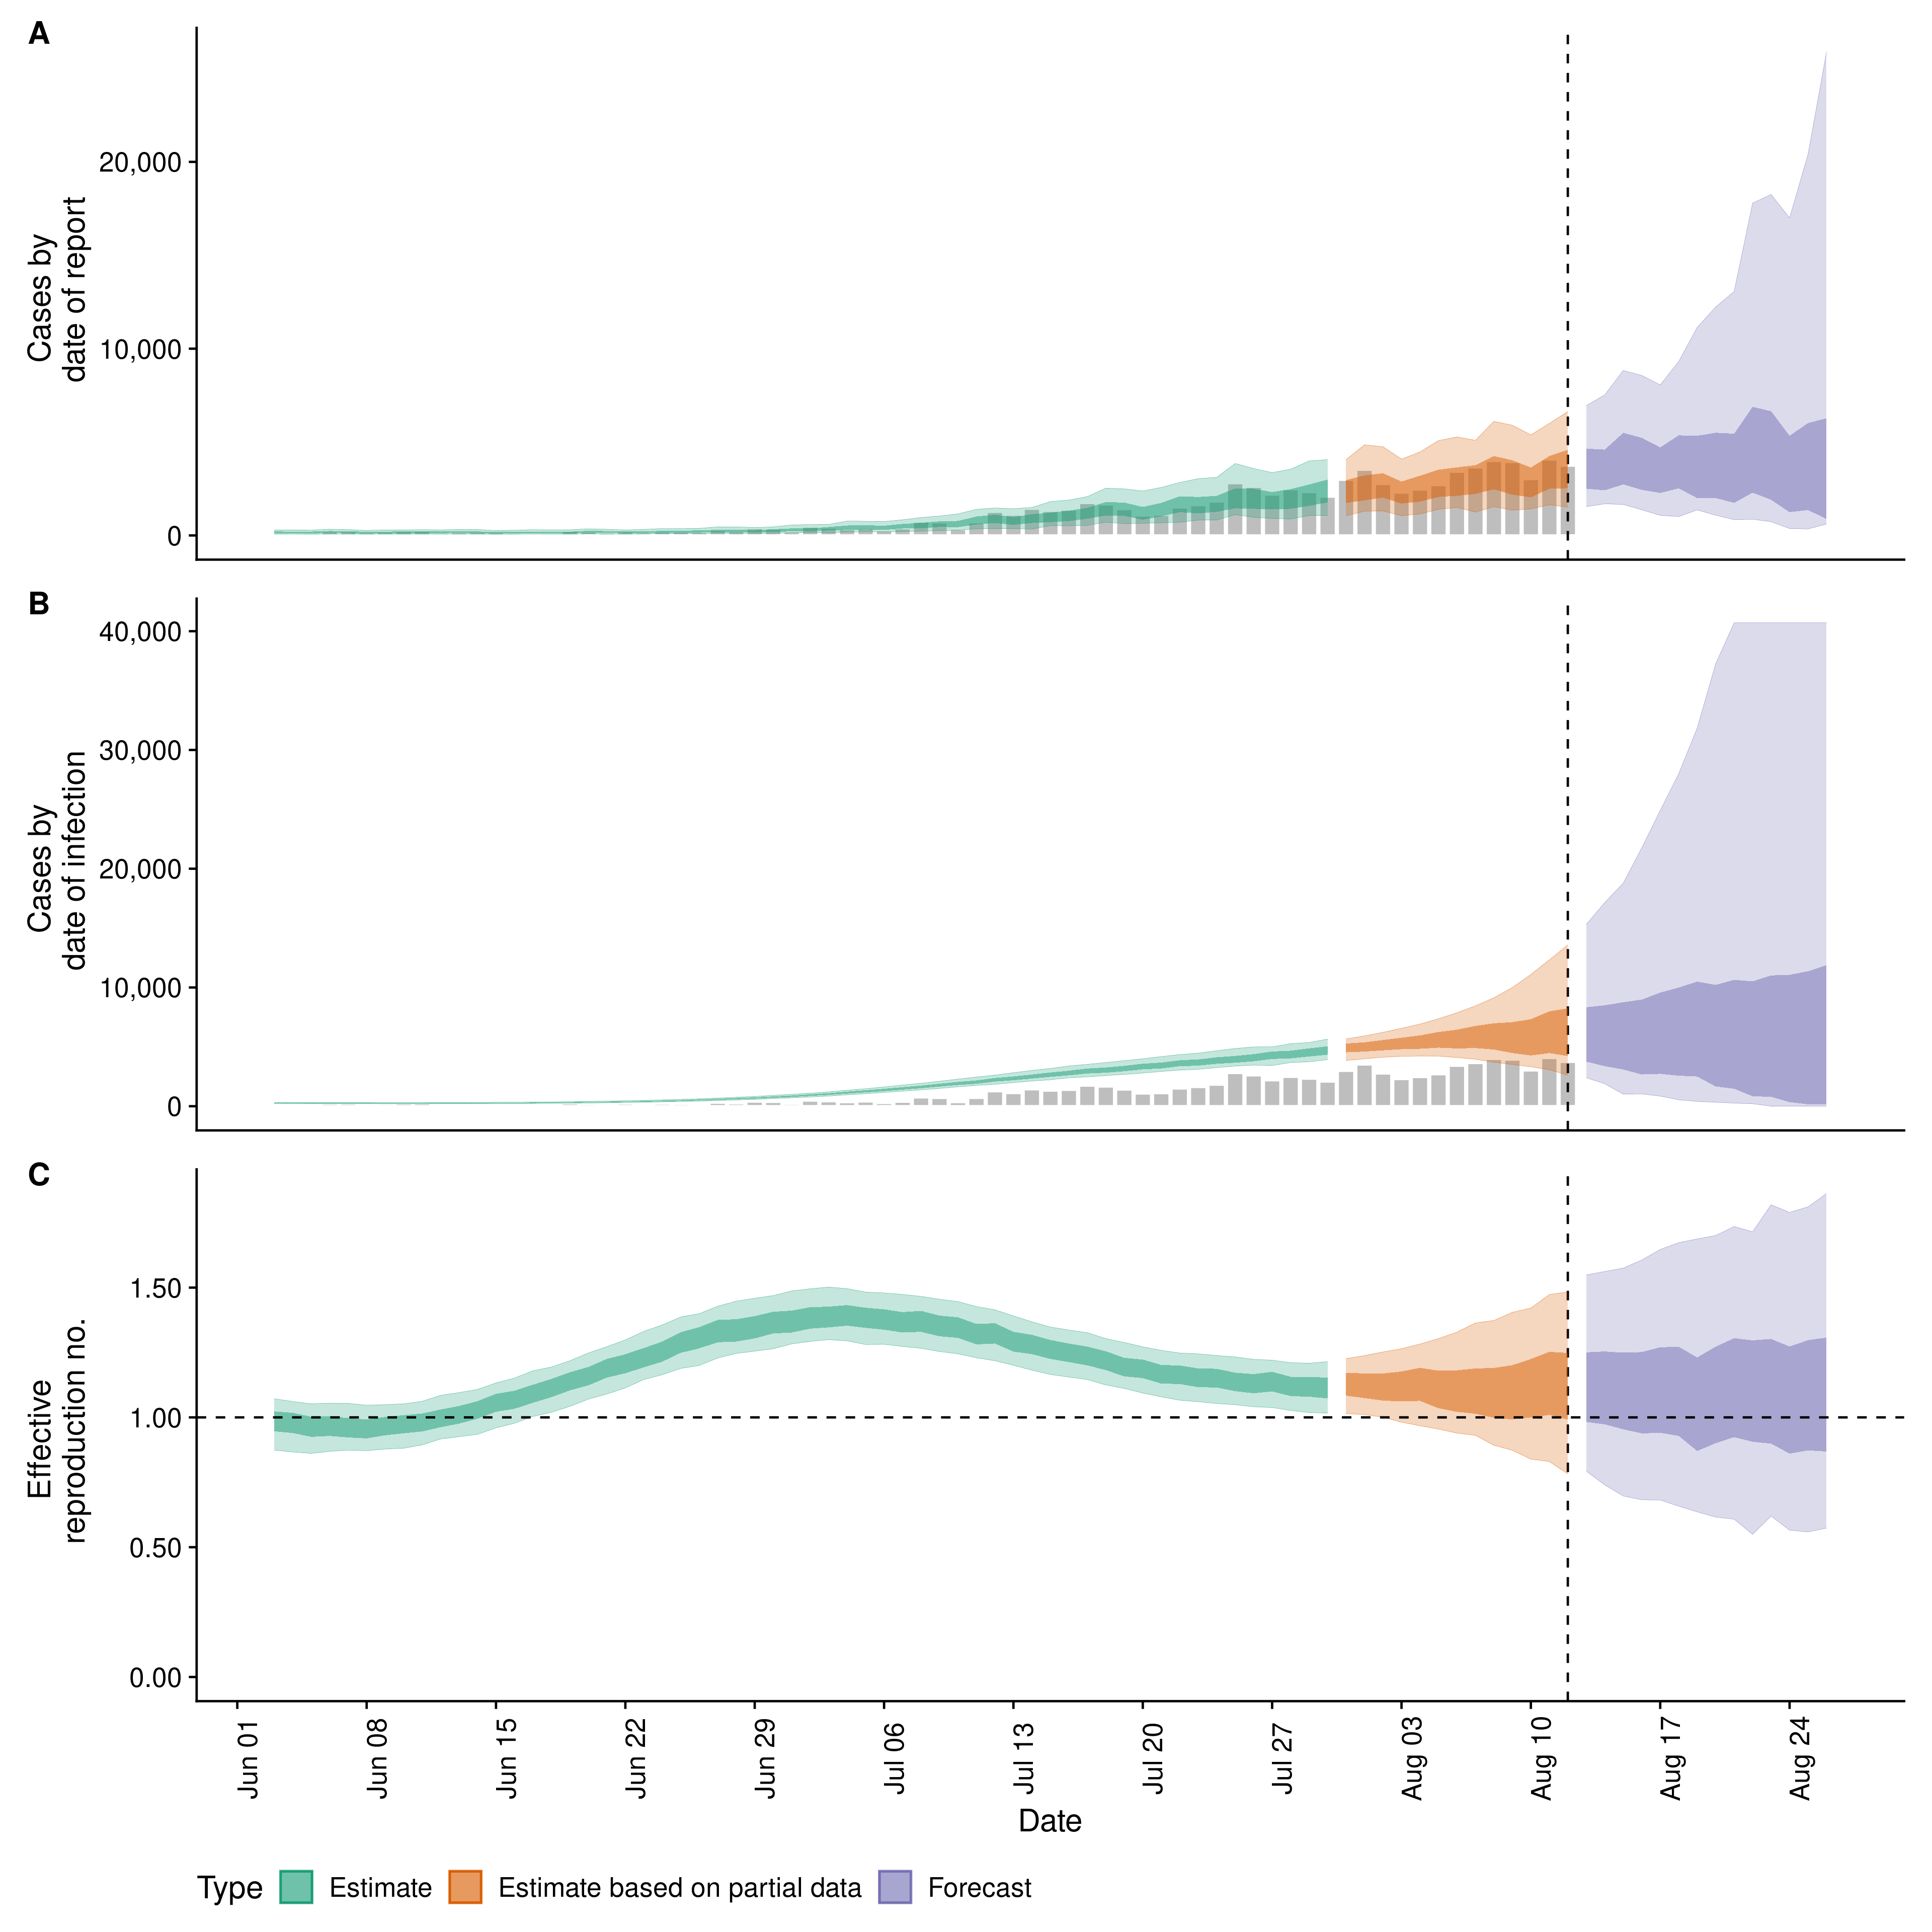 A
Cases by
date of report
20,000
10,000
0
B
Cases by
date of infection
40,000
30,000
20,000
10,000
0
C
Effective
reproduction no.
1.50
1.00
0.50
0.00
Jun 01
Jun 08
Jun 15
Jun 22
Jun 29
Jul 06
Jul 13
Jul 20
Jul 27
Aug 03
Aug 10
Aug 17
Aug 24
Date
Type Estimate Estimate based on partial data Forecast